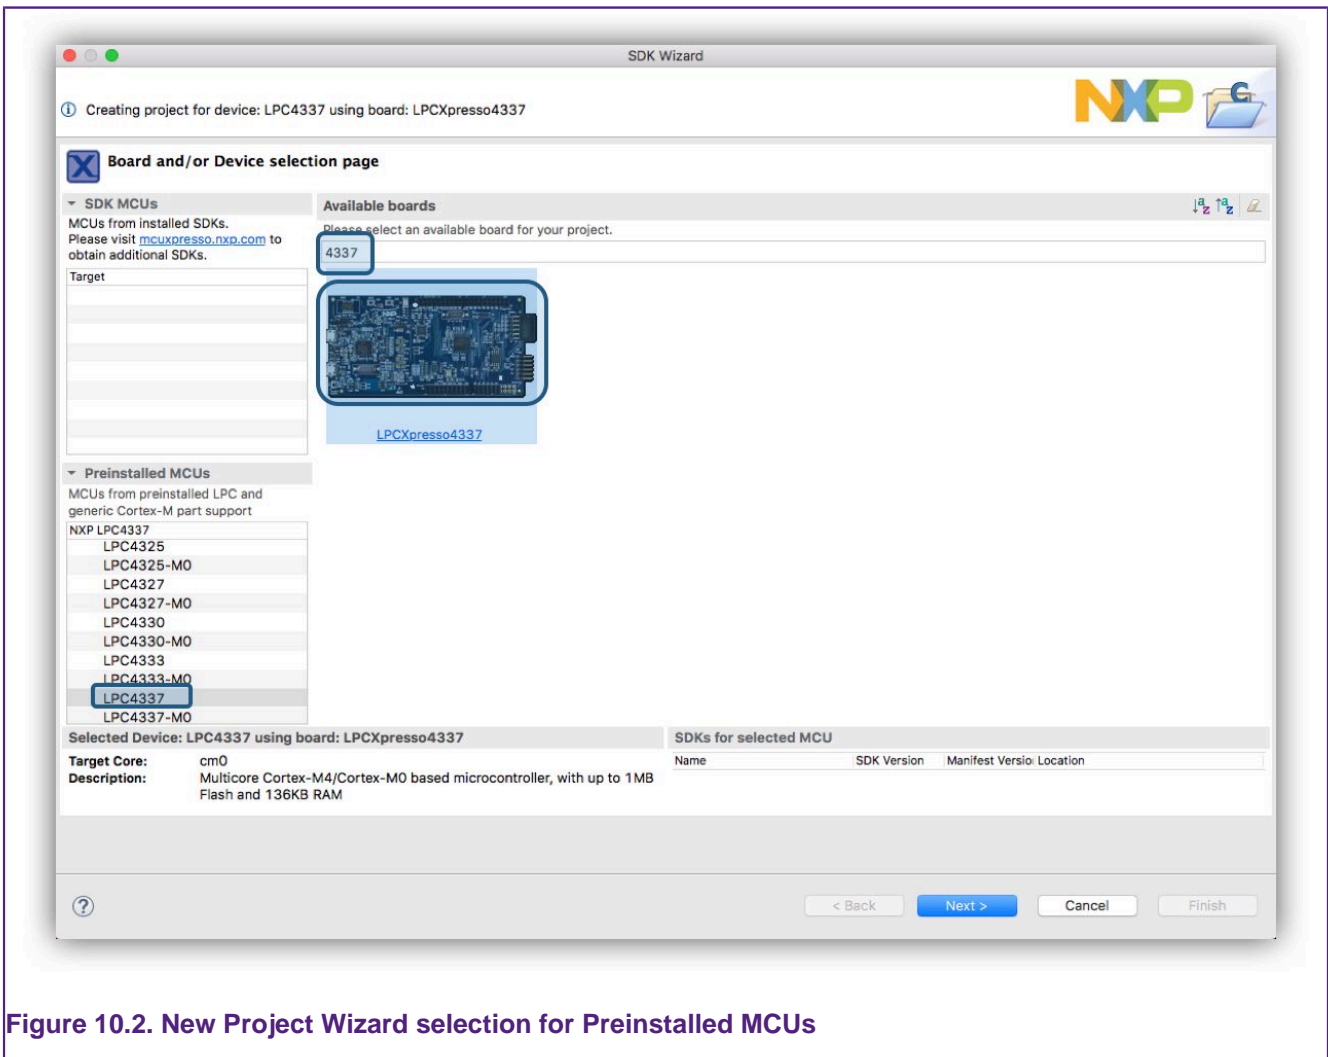 SDK Wizard
Creating project for device: LPC4337 using board: LPCXpresso4337
NXP
C
Board and/or Device selection page
SDK MCUs
MCUs from installed SDKs.
Please visit mcuxpresso.nxp.com to
obtain additional SDKs.
Target
Available boards
Please select an available board for your project.
4337
LPCXpresso4337
Preinstalled MCUs
MCUs from preinstalled LPC and
generic Cortex-M part support
NXP LPC4337
LPC4325
LPC4325-M0
LPC4327
LPC4327-M0
LPC4330
LPC4330-M0
LPC4333
LPC4333-M0
LPC4337
LPC4337-M0
Selected Device: LPC4337 using board: LPCXpresso4337
Target Core: cm0
Description: Multicore Cortex-M4/Cortex-M0 based microcontroller, with up to 1MB
Flash and 136KB RAM
SDKs for selected MCU
Name SDK Version Manifest Versio Location
< Back Next > Cancel Finish
Figure 10.2. New Project Wizard selection for Preinstalled MCUs